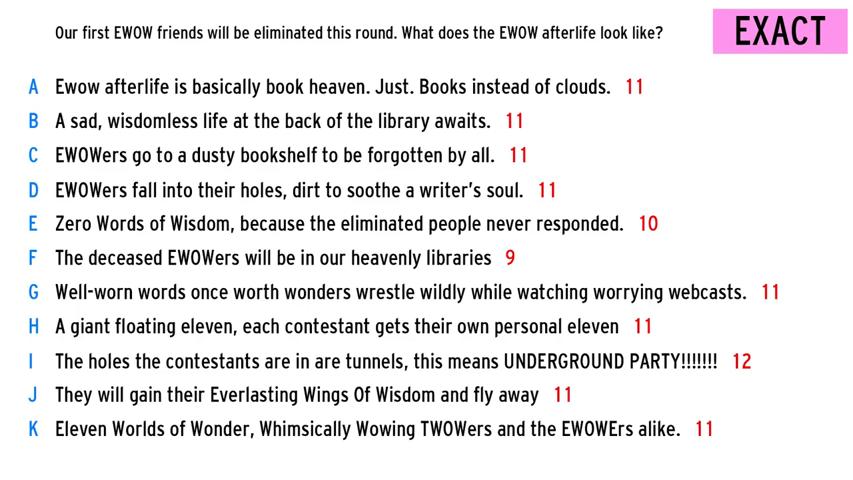 Our first EWOW friends will be eliminated this round. What does the EWOW afterlife look like?
EXACT
A Ewow afterlife is basically book heaven. Just. Books instead of clouds. 11
B A sad, wisdomless life at the back of the library awaits. 11
C EWOWers go to a dusty bookshelf to be forgotten by all. 11
D EWOWers fall into their holes, dirt to soothe a writer's soul. 11
E Zero Words of Wisdom, because the eliminated people never responded. 10
F The deceased EWOWers will be in our heavenly libraries 9
G Well-worn words once worth wonders wrestle wildly while watching worrying webcasts. 11
H A giant floating eleven, each contestant gets their own personal eleven 11
I The holes the contestants are in are tunnels, this means UNDERGROUND PARTY!!!!!!! 12
J They will gain their Everlasting Wings Of Wisdom and fly away 11
K Eleven Worlds of Wonder, Whimsically Wowing TWOWers and the EWOWErs alike. 11